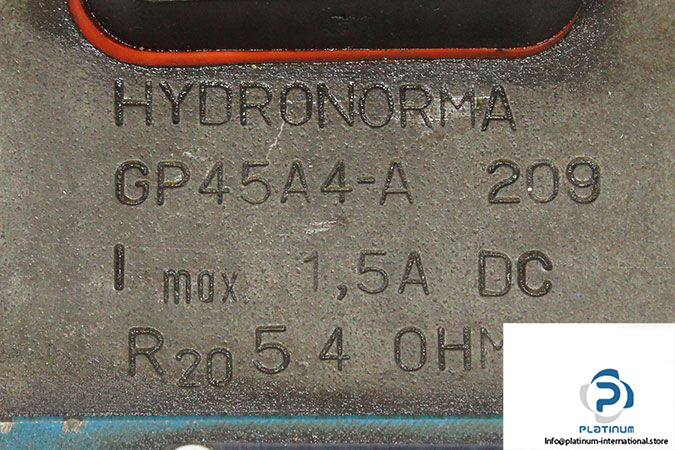 HYDRONORMA
GP45A4-A 209
I max 1,5A DC
R20 5.4 OHM
PLATINUM
Info@platinum-international.store